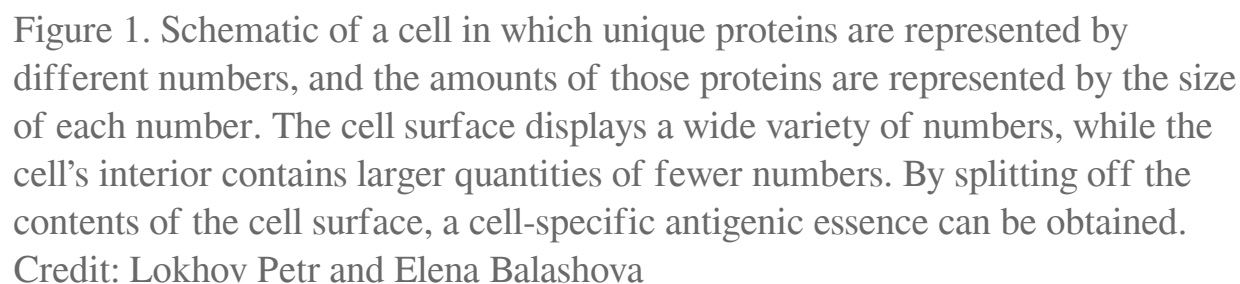 Figure 1. Schematic of a cell in which unique proteins are represented by
different numbers, and the amounts of those proteins are represented by the size
of each number. The cell surface displays a wide variety of numbers, while the
cell’s interior contains larger quantities of fewer numbers. By splitting off the
contents of the cell surface, a cell-specific antigenic essence can be obtained.
Credit: Lokhov Petr and Elena Balashova